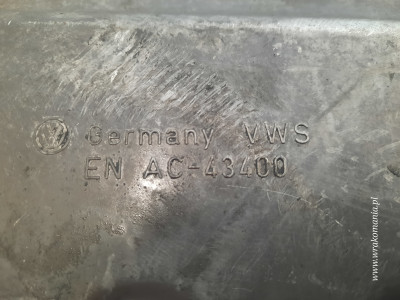 Germany VWS
EN AC-43400
www.wrakomania.pl